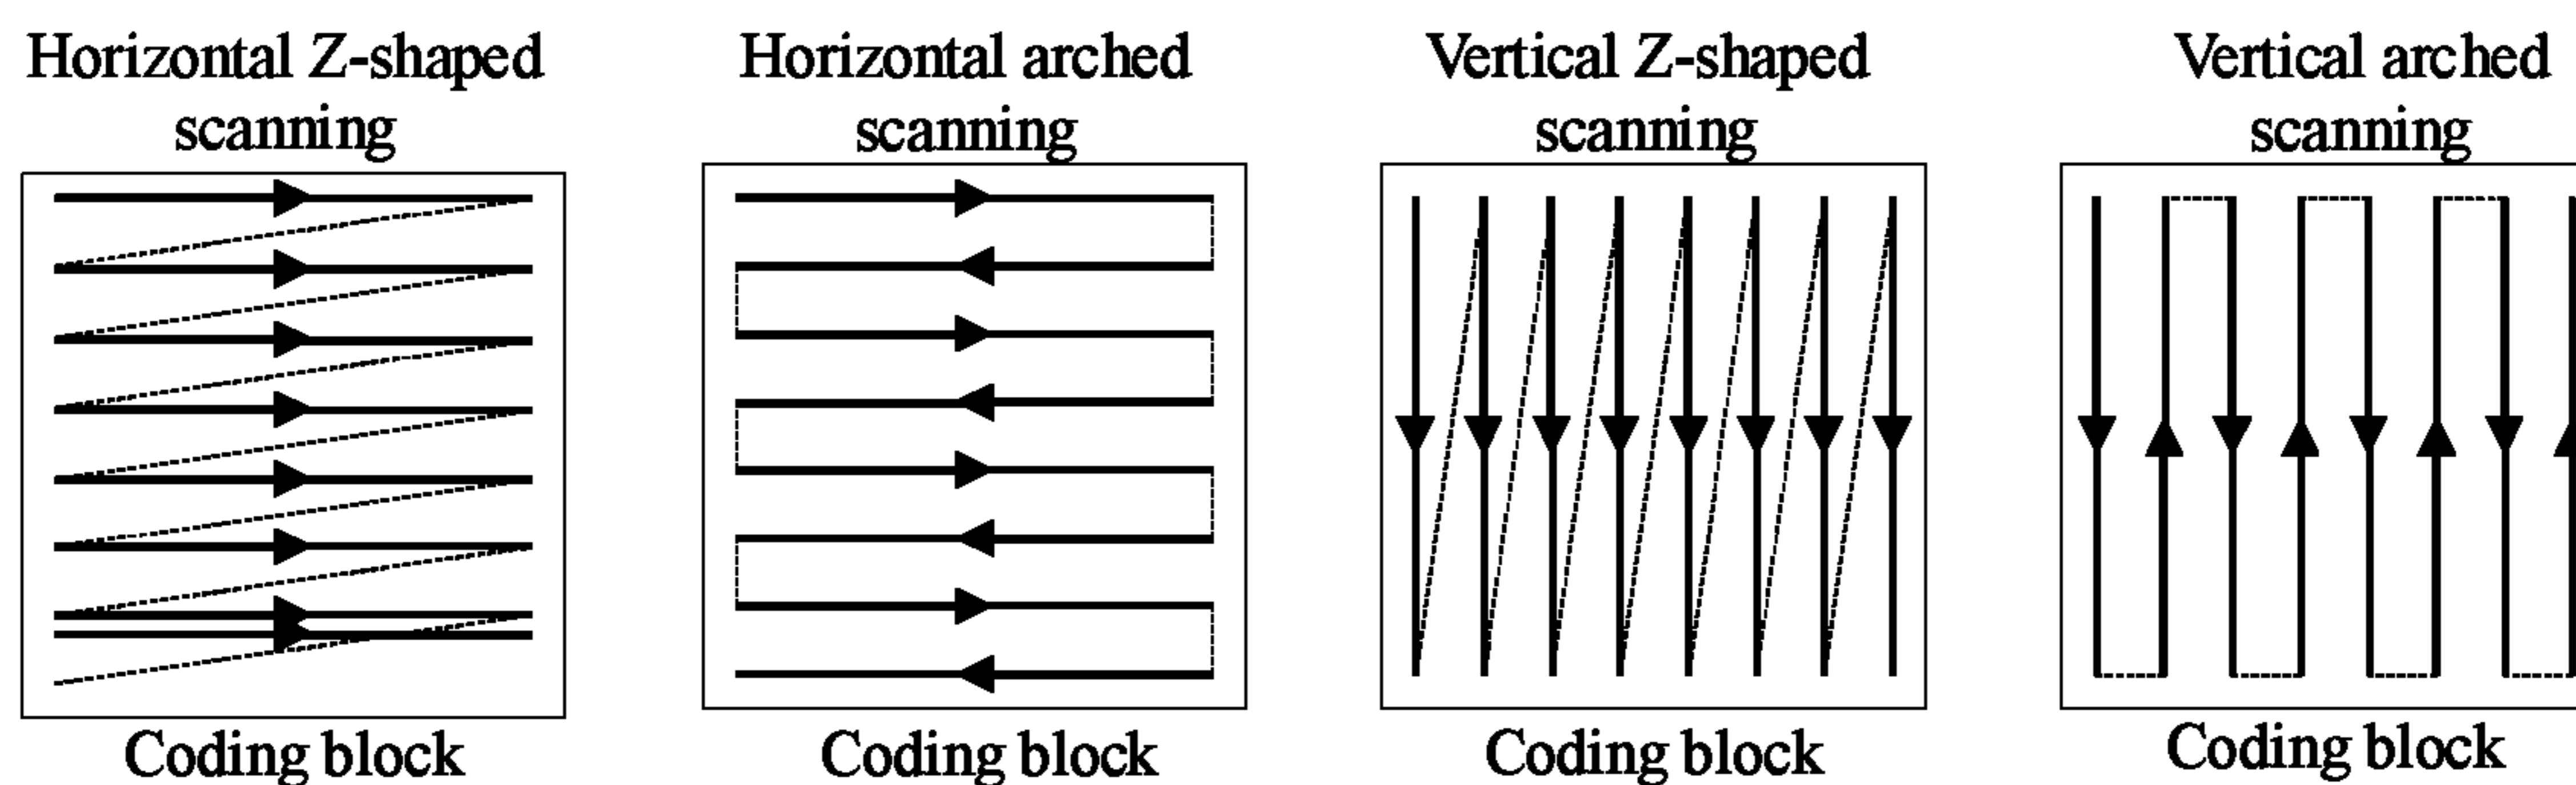 Horizontal Z-shaped
scanning
Horizontal arched
scanning
Vertical Z-shaped
scanning
Vertical arched
scanning
Coding block
Coding block
Coding block
Coding block